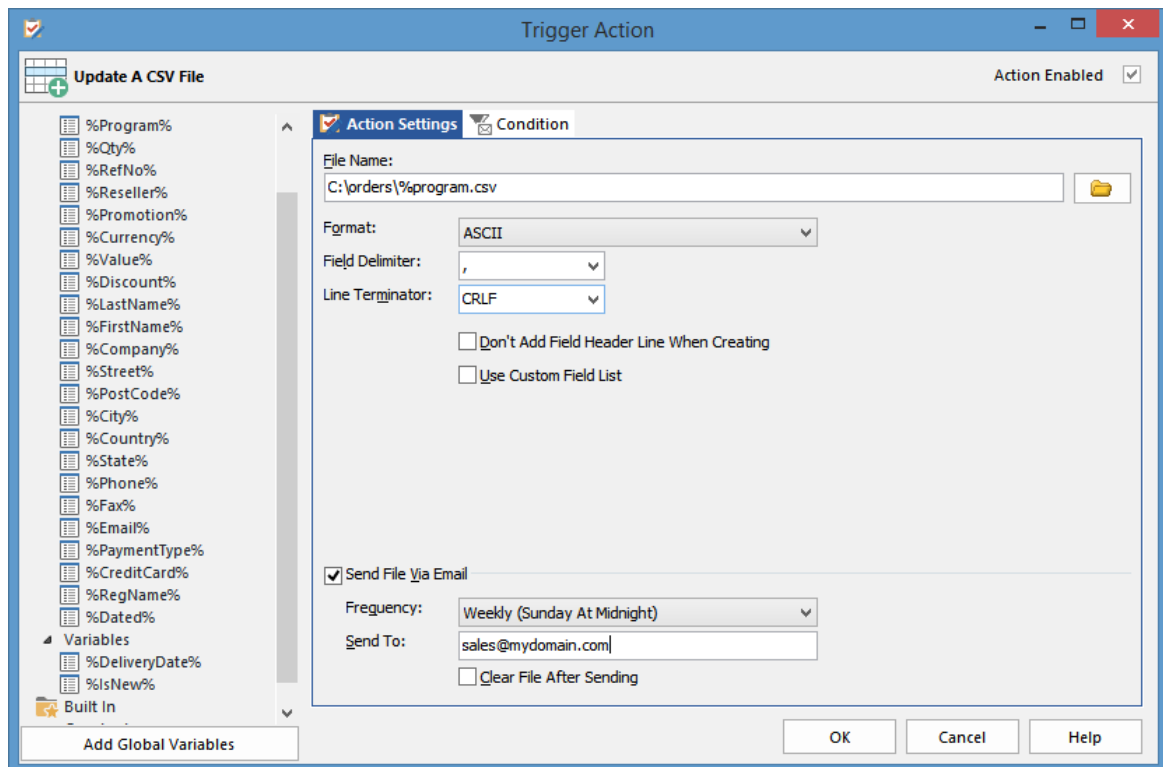 Trigger Action
Update A CSV File
Action Enabled
%Program%
%Qty%
%RefNo%
%Reseller%
%Promotion%
%Currency%
%Value%
%Discount%
%LastName%
%FirstName%
%Company%
%Street%
%PostCode%
%City%
%Country%
%State%
%Phone%
%Fax%
%Email%
%PaymentType%
%CreditCard%
%RegName%
%Dated%
Variables
%DeliveryDate%
%IsNew%
Built In
Add Global Variables
Action Settings
Condition
File Name:
C:\orders\%program.csv
Format:
ASCII
Field Delimiter:
,
Line Terminator:
CRLF
Don't Add Field Header Line When Creating
Use Custom Field List
Send File Via Email
Frequency:
Weekly (Sunday At Midnight)
Send To:
sales@mydomain.com
Clear File After Sending
OK
Cancel
Help